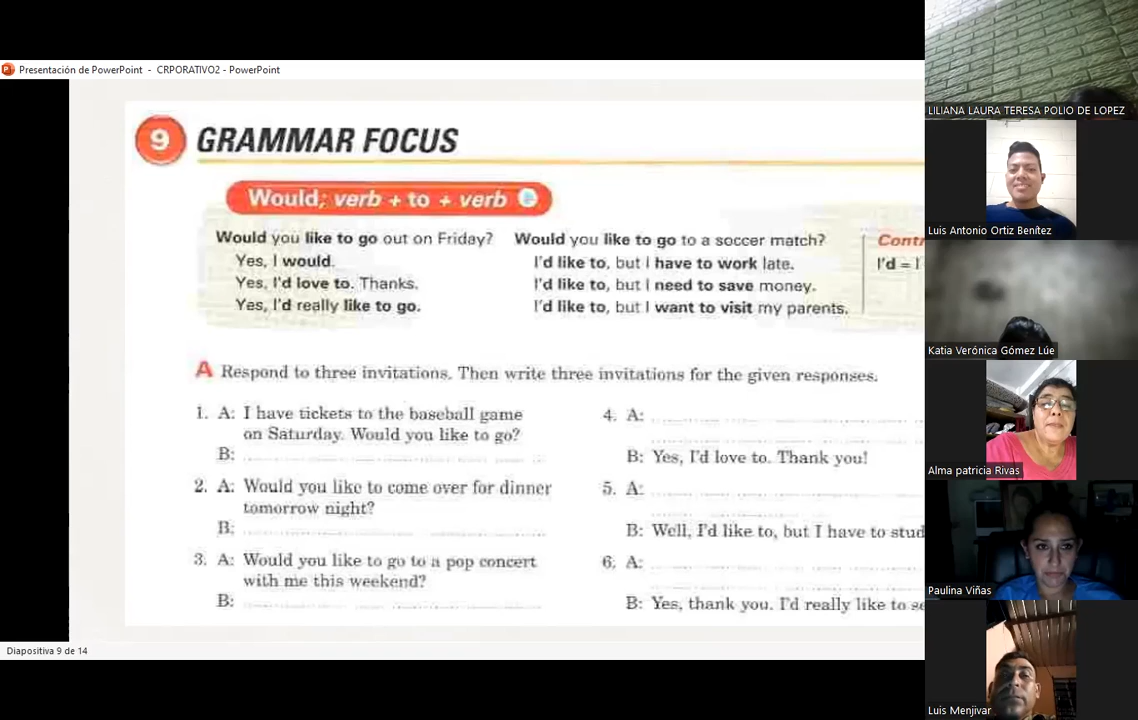 Presentación de PowerPoint - CRPORATIVO2 - PowerPoint
9 GRAMMAR FOCUS
Would; verb + to + verb
Would you like to go out on Friday?
Yes, I would.
Yes, I'd love to. Thanks.
Yes, I'd really like to go.
Would you like to go to a soccer match?
I'd like to, but I have to work late.
I'd like to, but I need to save money.
I'd like to, but I want to visit my parents.
Contr
I'd = I
A Respond to three invitations. Then write three invitations for the given responses.
1. A: I have tickets to the baseball game
on Saturday. Would you like to go?
B:
2. A: Would you like to come over for dinner
tomorrow night?
B:
3. A: Would you like to go to a pop concert
with me this weekend?
B:
4. A:
B: Yes, I'd love to. Thank you!
5. A:
B: Well, I'd like to, but I have to stud
6. A:
B: Yes, thank you. I'd really like to se
Diapositiva 9 de 14
LILIANA LAURA TERESA POLIO DE LOPEZ
Luis Antonio Ortiz Benítez
Katia Verónica Gómez Lúe
Alma patricia Rivas
Paulina Viñas
Luis Menjivar